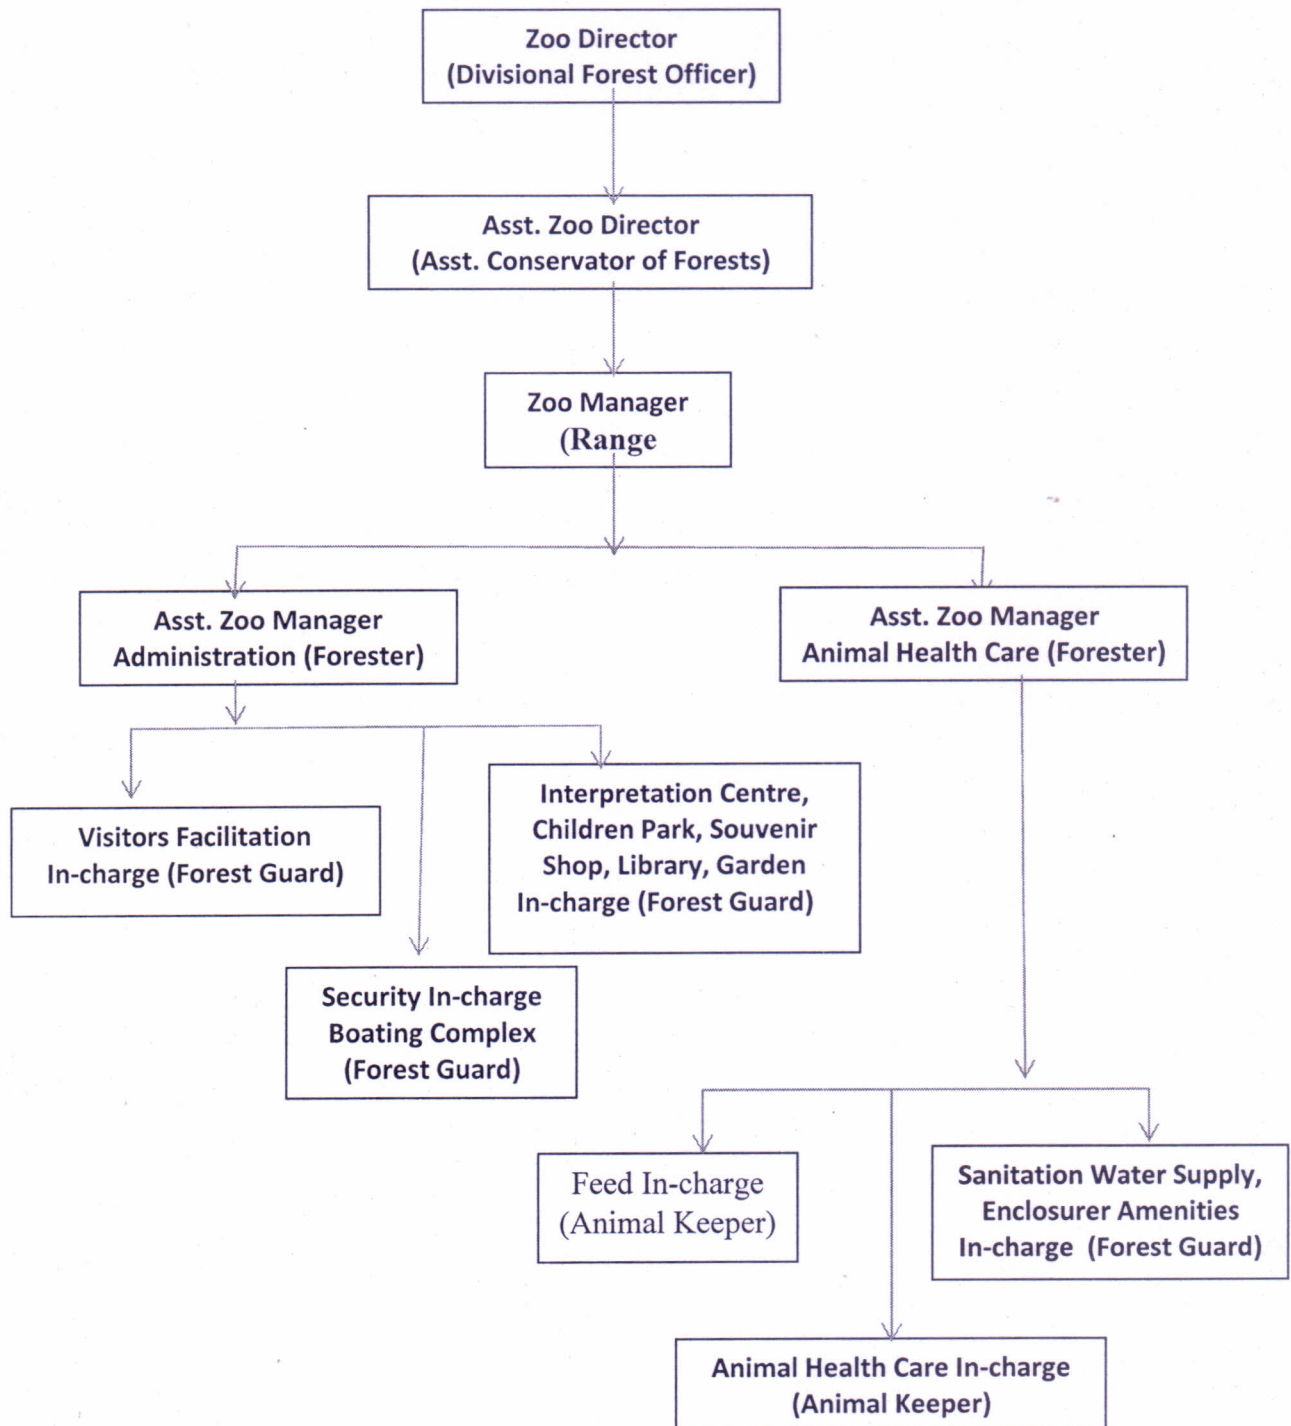 Zoo Director
(Divisional Forest Officer)
Asst. Zoo Director
(Asst. Conservator of Forests)
Zoo Manager
(Range
Asst. Zoo Manager
Administration (Forester)
Asst. Zoo Manager
Animal Health Care (Forester)
Visitors Facilitation
In-charge (Forest Guard)
Interpretation Centre,
Children Park, Souvenir
Shop, Library, Garden
In-charge (Forest Guard)
Security In-charge
Boating Complex
(Forest Guard)
Feed In-charge
(Animal Keeper)
Sanitation Water Supply,
Enclosurer Amenities
In-charge (Forest Guard)
Animal Health Care In-charge
(Animal Keeper)